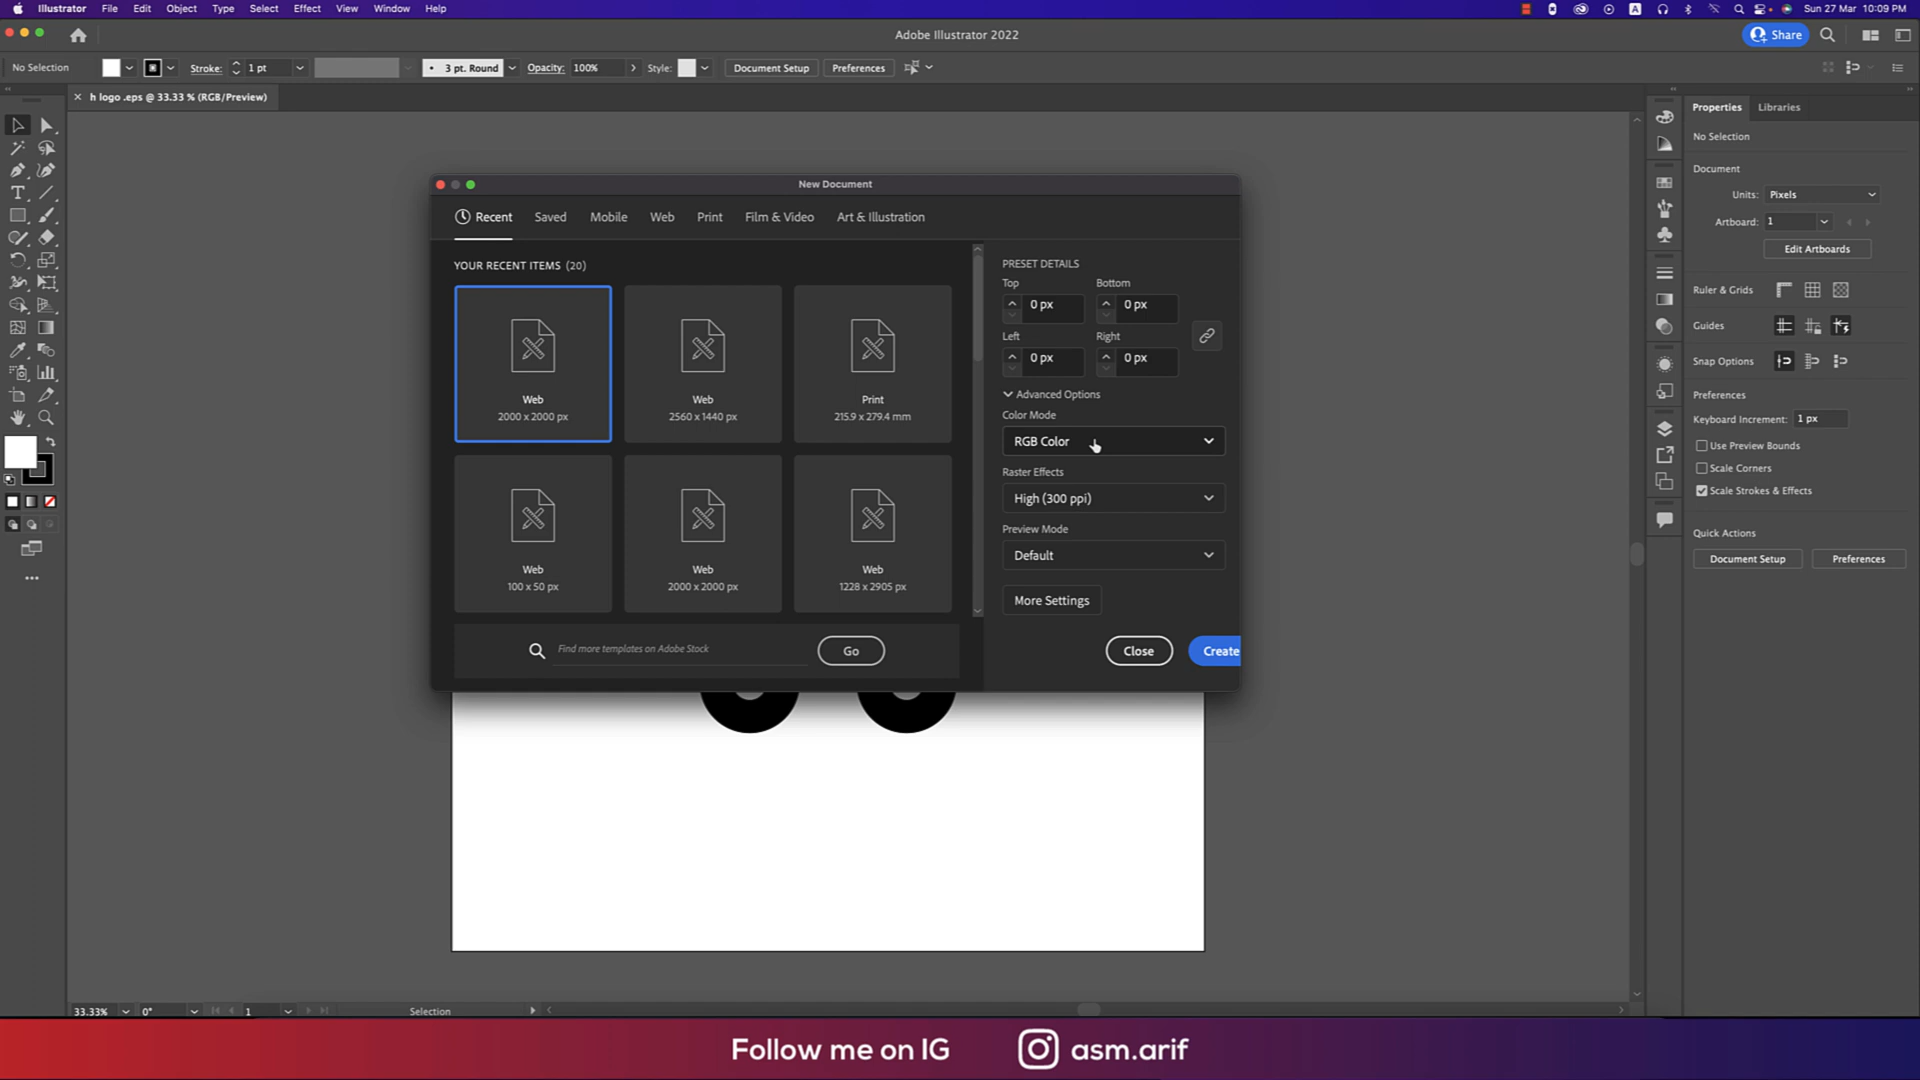 Illustrator File Edit Object Type Select Effect View Window Help
A Sun 27 Mar 10:09 PM
Adobe Illustrator 2022
Share
No Selection
Stroke: 1 pt
3 pt. Round
Opacity: 100%
Style:
Document Setup
Preferences
h logo .eps @ 33.33 % (RGB/Preview)
New Document
Recent
Saved
Mobile
Web
Print
Film & Video
Art & Illustration
YOUR RECENT ITEMS (20)
Web
2000 x 2000 px
Web
2560 x 1440 px
Print
215.9 x 279.4 mm
Web
100 x 50 px
Web
2000 x 2000 px
Web
1228 x 2905 px
Find more templates on Adobe Stock
Go
PRESET DETAILS
Top Bottom
0 px 0 px
Left Right
0 px 0 px
Advanced Options
Color Mode
RGB Color
Raster Effects
High (300 ppi)
Preview Mode
Default
More Settings
Close
Create
Properties
Libraries
No Selection
Document
Units: Pixels
Artboard: 1
Edit Artboards
Ruler & Grids
Guides
Snap Options
Preferences
Keyboard Increment: 1 px
Use Preview Bounds
Scale Corners
Scale Strokes & Effects
Quick Actions
Document Setup
Preferences
33.33% 0° 1 Selection
Follow me on IG asm.arif